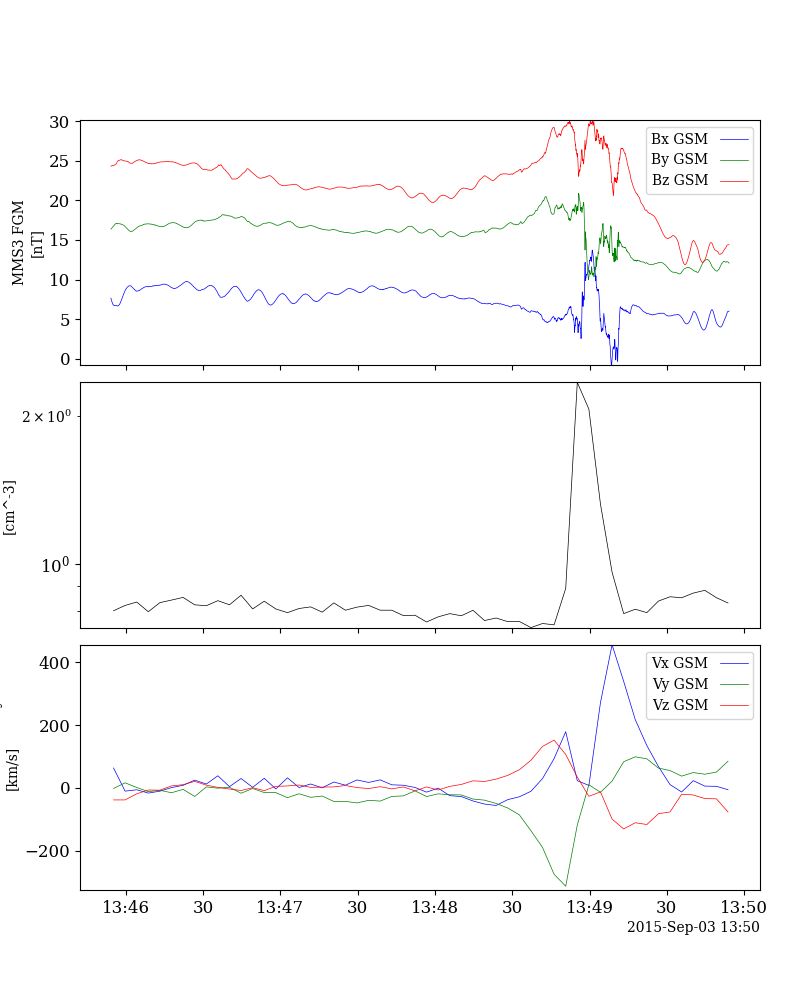 30
25
20
15
10
5
0
MMS3 FGM
[nT]
Bx GSM
By GSM
Bz GSM
2 × 10⁰
10⁰
[cm^-3]
400
200
0
−200
[km/s]
Vx GSM
Vy GSM
Vz GSM
13:46 30 13:47 30 13:48 30 13:49 30 13:50
2015-Sep-03 13:50